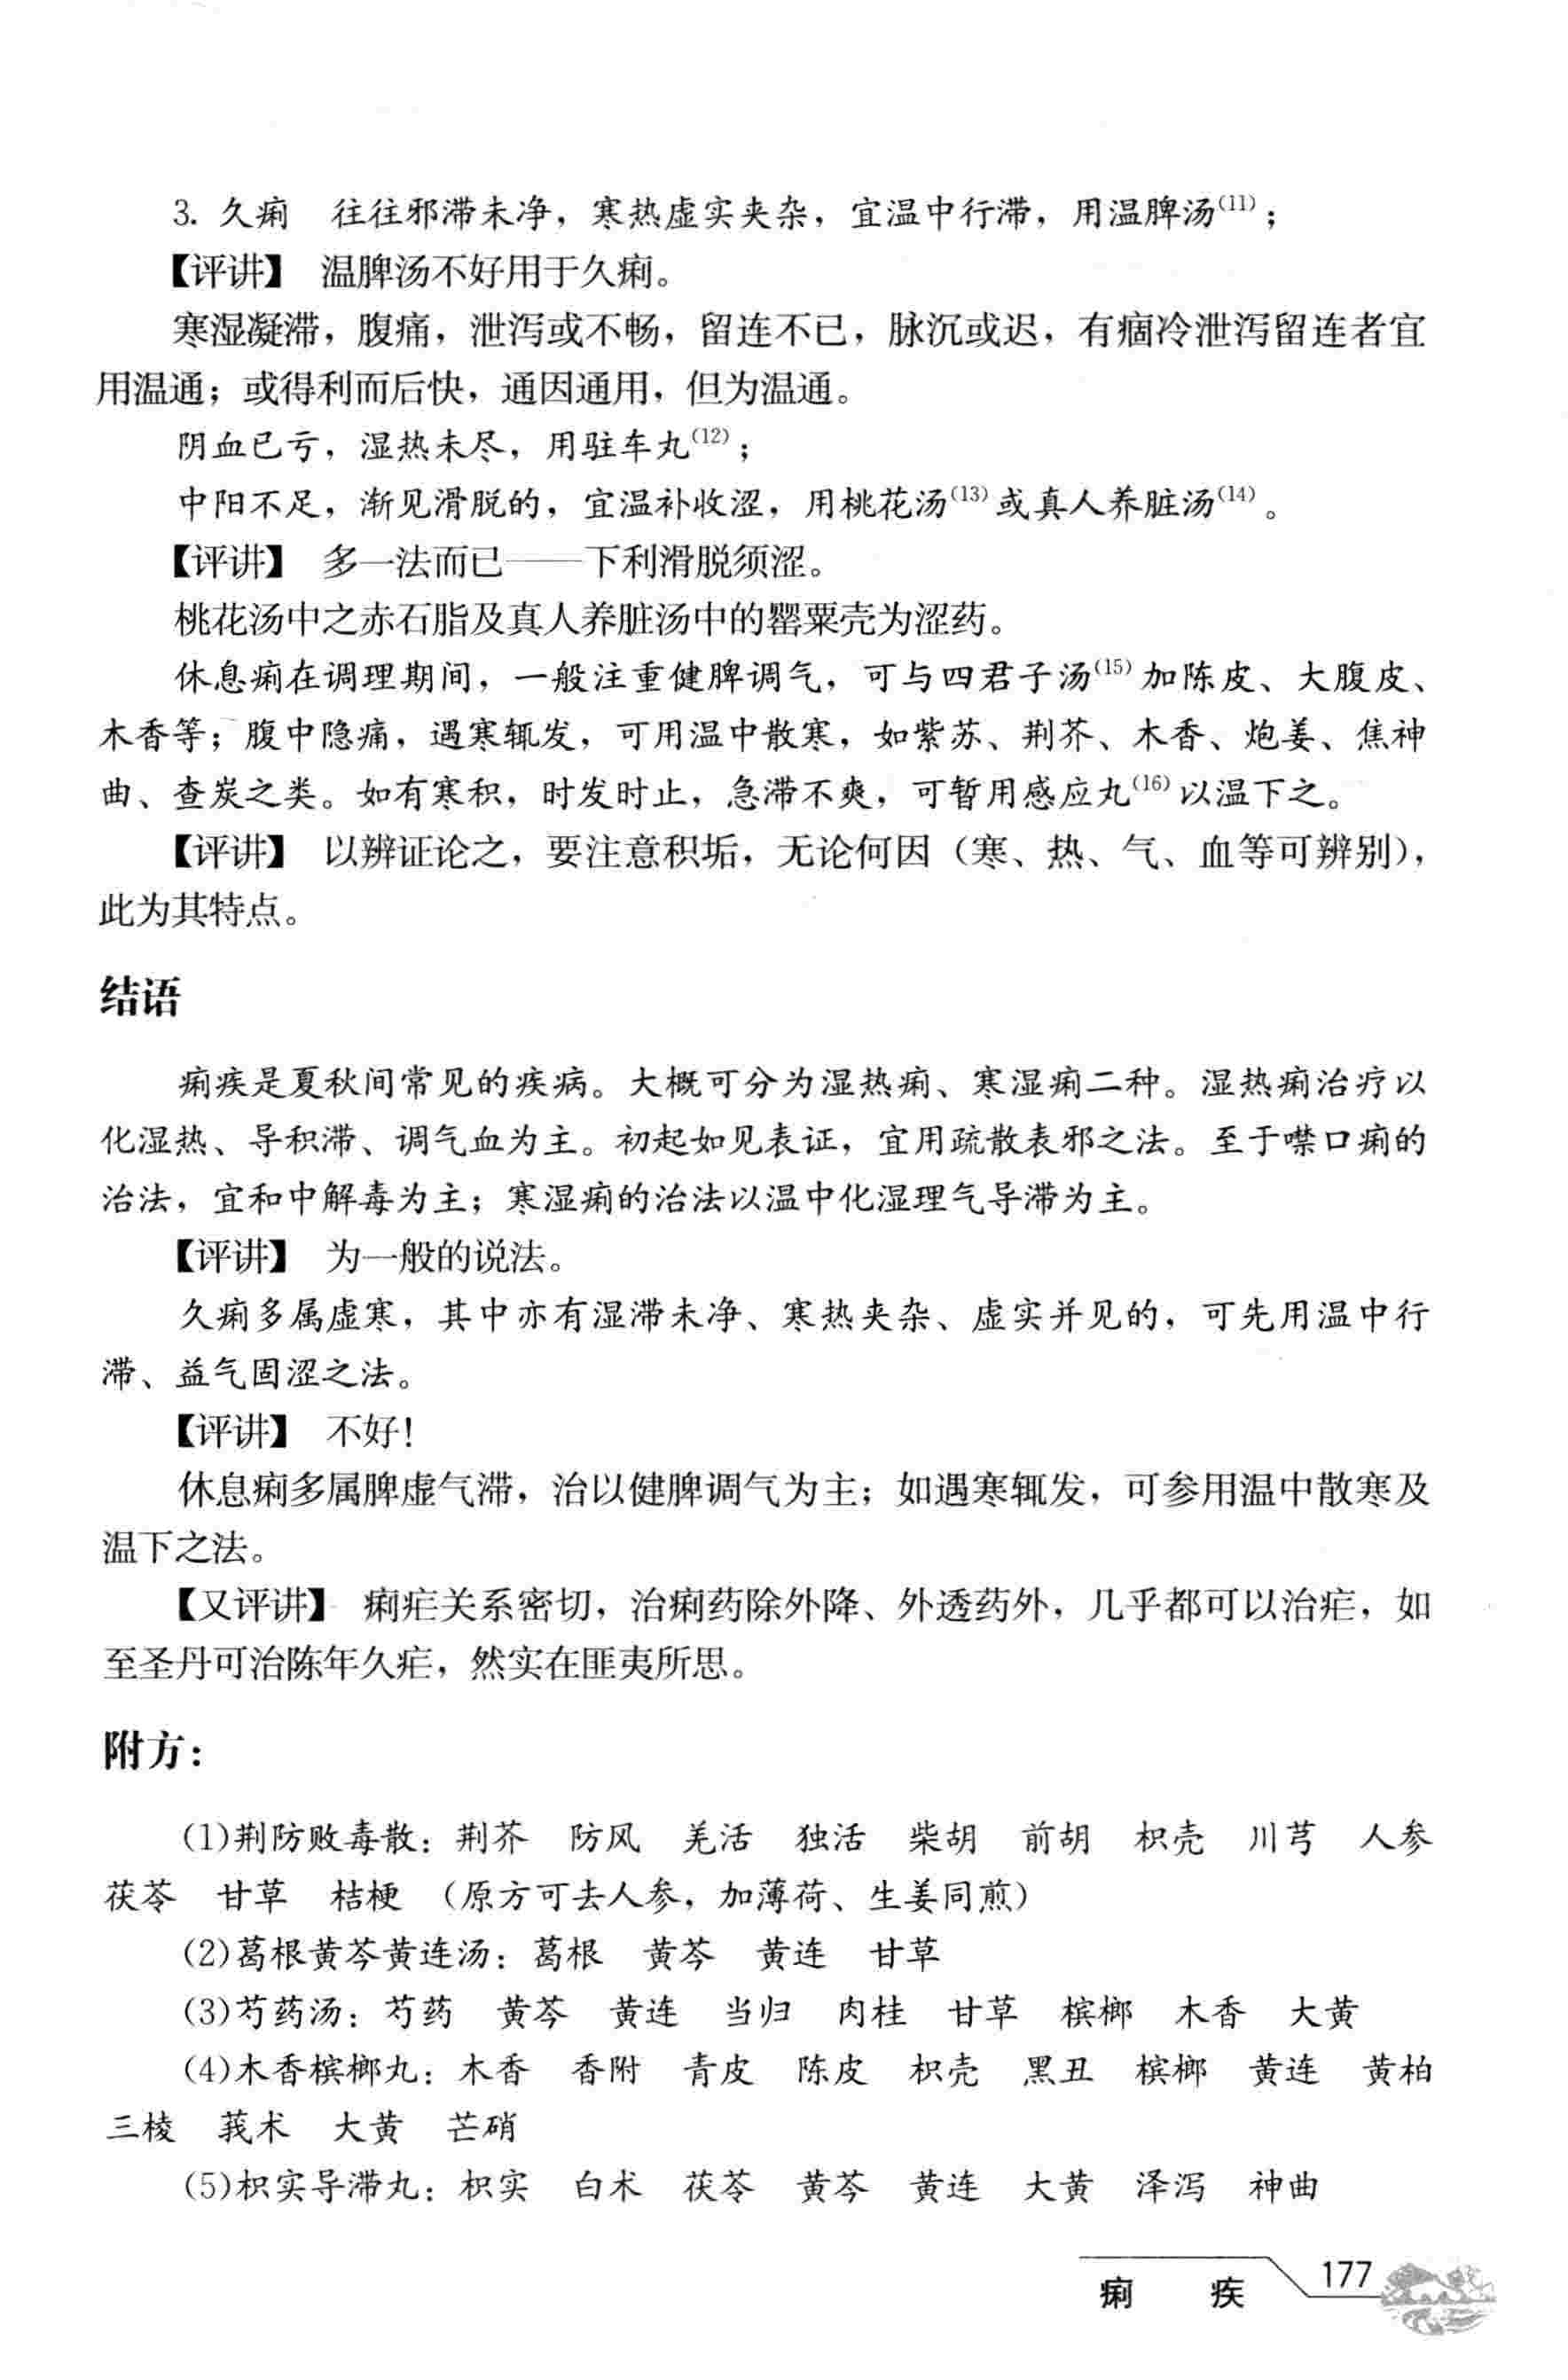 3. 久痢　往往邪滞未净，寒热虚实夹杂，宜温中行滞，用温脾汤⁽¹¹⁾；
【评讲】　温脾汤不好用于久痢。
寒湿凝滞，腹痛，泄泻或不畅，留连不已，脉沉或迟，有痼冷泄泻留连者宜
用温通；或得利而后快，通因通用，但为温通。
阴血已亏，湿热未尽，用驻车丸⁽¹²⁾；
中阳不足，渐见滑脱的，宜温补收涩，用桃花汤⁽¹³⁾或真人养脏汤⁽¹⁴⁾。
【评讲】　多一法而已——下利滑脱须涩。
桃花汤中之赤石脂及真人养脏汤中的罂粟壳为涩药。
休息痢在调理期间，一般注重健脾调气，可与四君子汤⁽¹⁵⁾加陈皮、大腹皮、
木香等；腹中隐痛，遇寒辄发，可用温中散寒，如紫苏、荆芥、木香、炮姜、焦神
曲、查炭之类。如有寒积，时发时止，急滞不爽，可暂用感应丸⁽¹⁶⁾以温下之。
【评讲】　以辨证论之，要注意积垢，无论何因（寒、热、气、血等可辨别），
此为其特点。
结语
痢疾是夏秋间常见的疾病。大概可分为湿热痢、寒湿痢二种。湿热痢治疗以
化湿热、导积滞、调气血为主。初起如见表证，宜用疏散表邪之法。至于噤口痢的
治法，宜和中解毒为主；寒湿痢的治法以温中化湿理气导滞为主。
【评讲】　为一般的说法。
久痢多属虚寒，其中亦有湿滞未净、寒热夹杂、虚实并见的，可先用温中行
滞、益气固涩之法。
【评讲】　不好！
休息痢多属脾虚气滞，治以健脾调气为主；如遇寒辄发，可参用温中散寒及
温下之法。
【又评讲】　痢疟关系密切，治痢药除外降、外透药外，几乎都可以治疟，如
至圣丹可治陈年久疟，然实在匪夷所思。
附方：
(1)荆防败毒散：荆芥　防风　羌活　独活　柴胡　前胡　枳壳　川芎　人参
茯苓　甘草　桔梗　（原方可去人参，加薄荷、生姜同煎）
(2)葛根黄芩黄连汤：葛根　黄芩　黄连　甘草
(3)芍药汤：芍药　黄芩　黄连　当归　肉桂　甘草　槟榔　木香　大黄
(4)木香槟榔丸：木香　香附　青皮　陈皮　枳壳　黑丑　槟榔　黄连　黄柏
三棱　莪术　大黄　芒硝
(5)枳实导滞丸：枳实　白术　茯苓　黄芩　黄连　大黄　泽泻　神曲
痢　疾　177